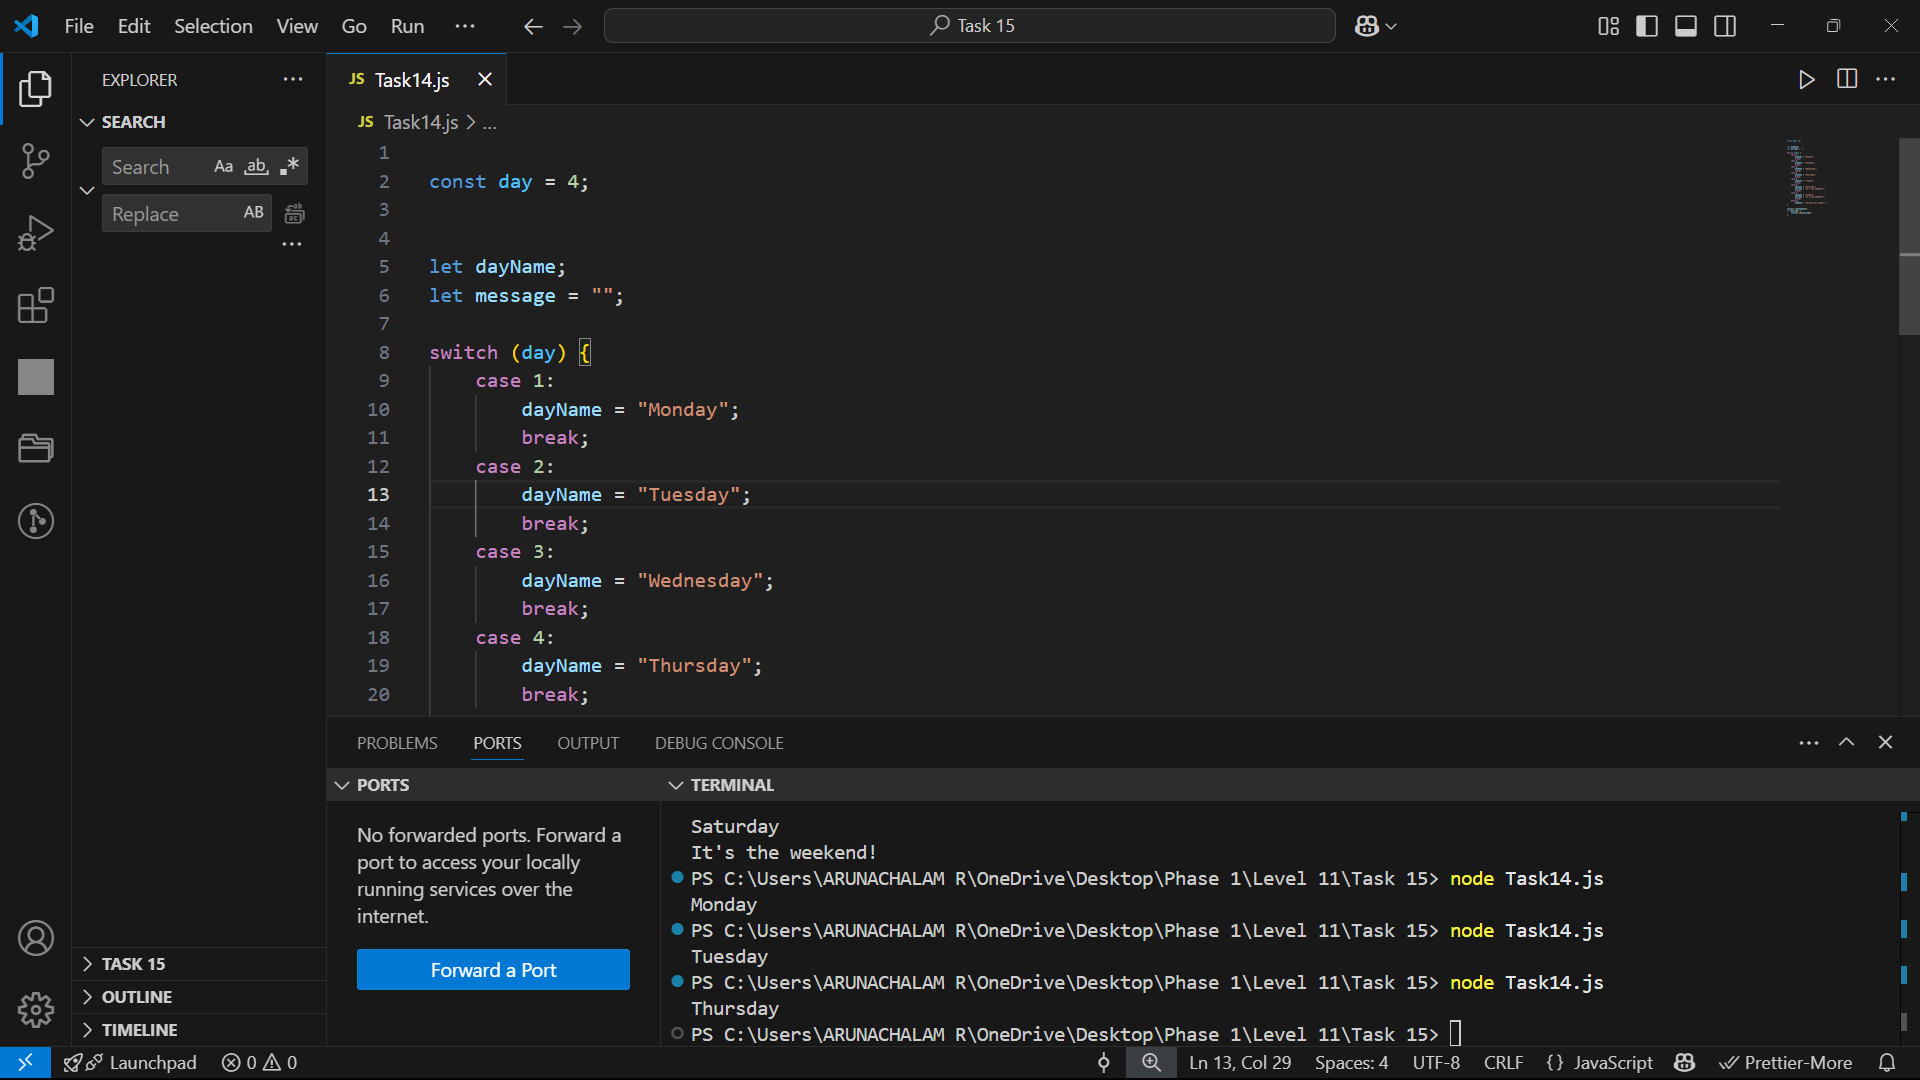 File Edit Selection View Go Run ··· Task 15
EXPLORER ···
SEARCH
Search Aa ab .*
Replace AB
···
TASK 15
OUTLINE
TIMELINE
JS Task14.js
JS Task14.js > ...
1
2 const day = 4;
3
4
5 let dayName;
6 let message = "";
7
8 switch (day) {
9 case 1:
10 dayName = "Monday";
11 break;
12 case 2:
13 dayName = "Tuesday";
14 break;
15 case 3:
16 dayName = "Wednesday";
17 break;
18 case 4:
19 dayName = "Thursday";
20 break;
PROBLEMS PORTS OUTPUT DEBUG CONSOLE
PORTS
No forwarded ports. Forward a
port to access your locally
running services over the
internet.
Forward a Port
TERMINAL
Saturday
It's the weekend!
PS C:\Users\ARUNACHALAM R\OneDrive\Desktop\Phase 1\Level 11\Task 15> node Task14.js
Monday
PS C:\Users\ARUNACHALAM R\OneDrive\Desktop\Phase 1\Level 11\Task 15> node Task14.js
Tuesday
PS C:\Users\ARUNACHALAM R\OneDrive\Desktop\Phase 1\Level 11\Task 15> node Task14.js
Thursday
PS C:\Users\ARUNACHALAM R\OneDrive\Desktop\Phase 1\Level 11\Task 15>
Launchpad 0 0 Ln 13, Col 29 Spaces: 4 UTF-8 CRLF {} JavaScript Prettier-More